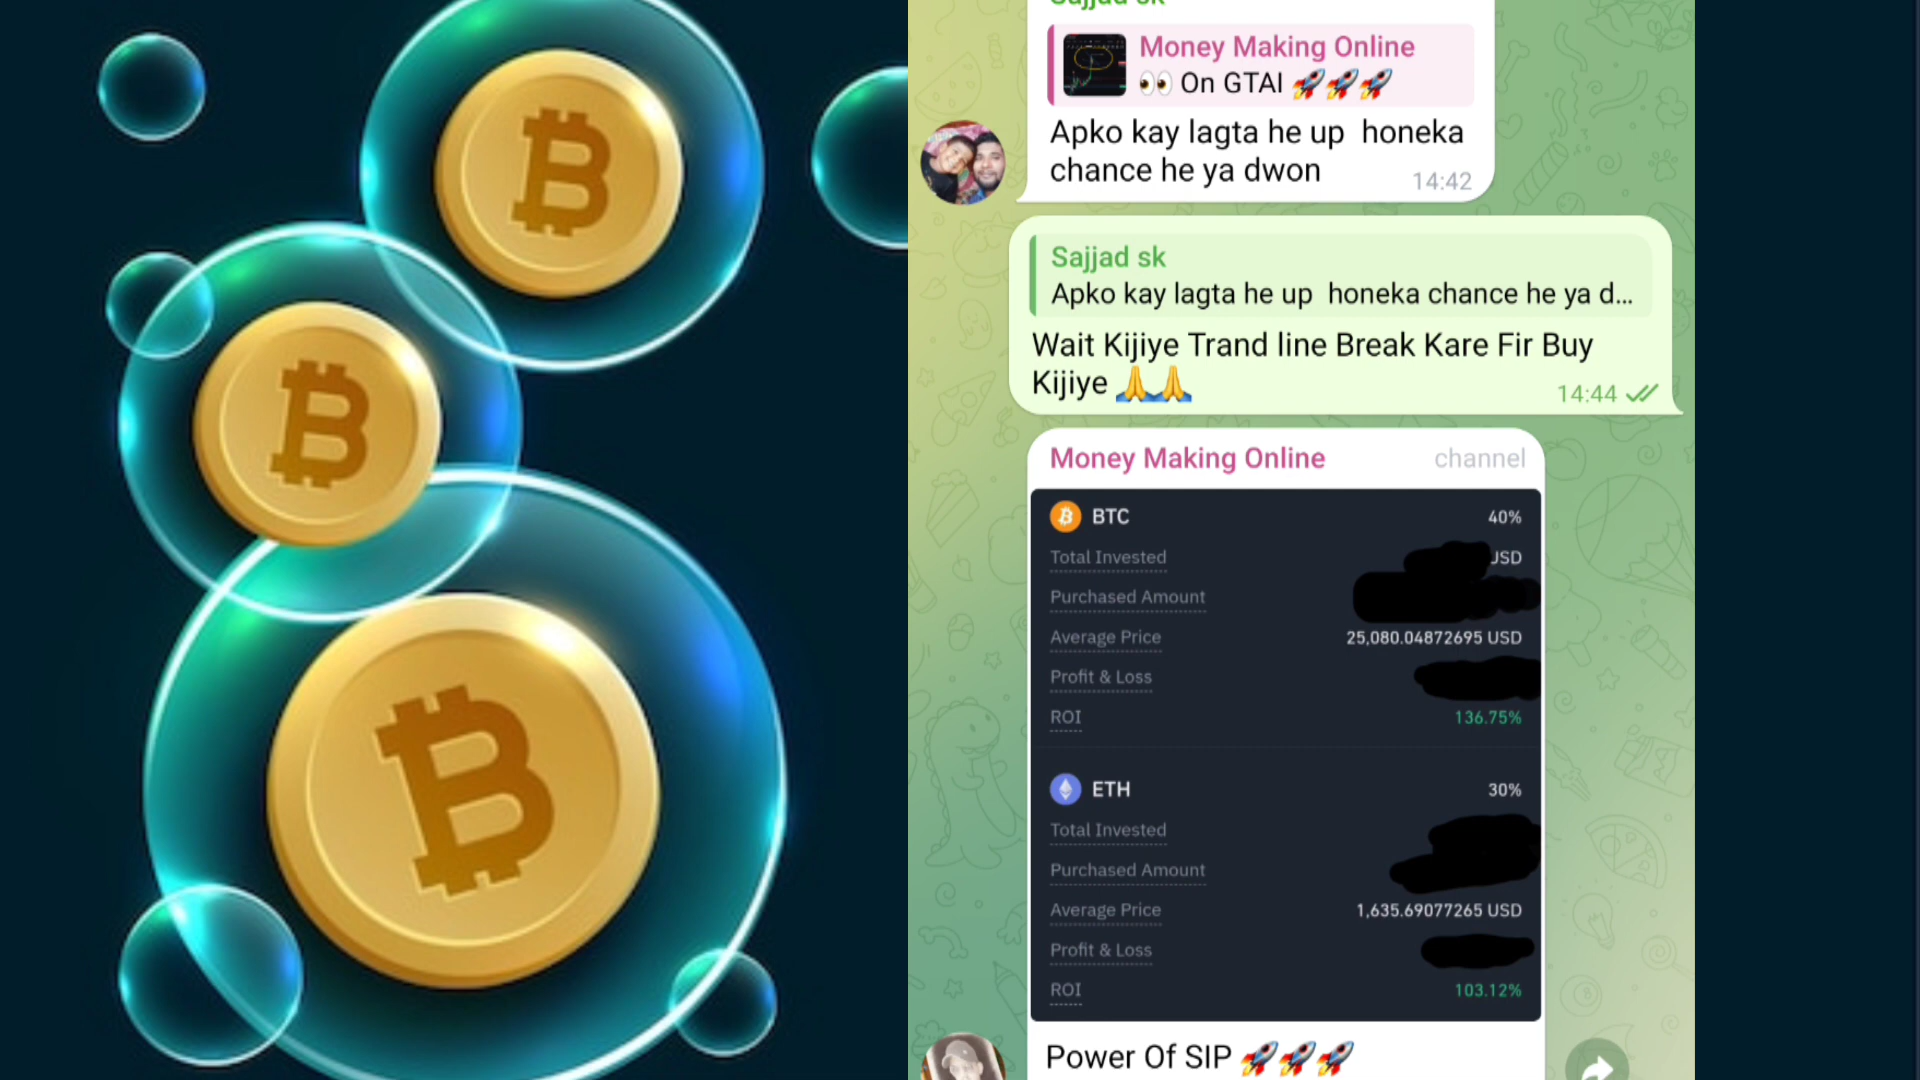 Sajjad sk
Money Making Online
👀 On GTAI 🚀🚀🚀
Apko kay lagta he up honeka
chance he ya dwon
14:42
Sajjad sk
Apko kay lagta he up honeka chance he ya d...
Wait Kijiye Trand line Break Kare Fir Buy
Kijiye 🙏🙏
14:44
Money Making Online
channel
BTC
40%
Total Invested
USD
Purchased Amount
Average Price
25,080.04872695 USD
Profit & Loss
ROI
136.75%
ETH
30%
Total Invested
Purchased Amount
Average Price
1,635.69077265 USD
Profit & Loss
ROI
103.12%
Power Of SIP 🚀🚀🚀